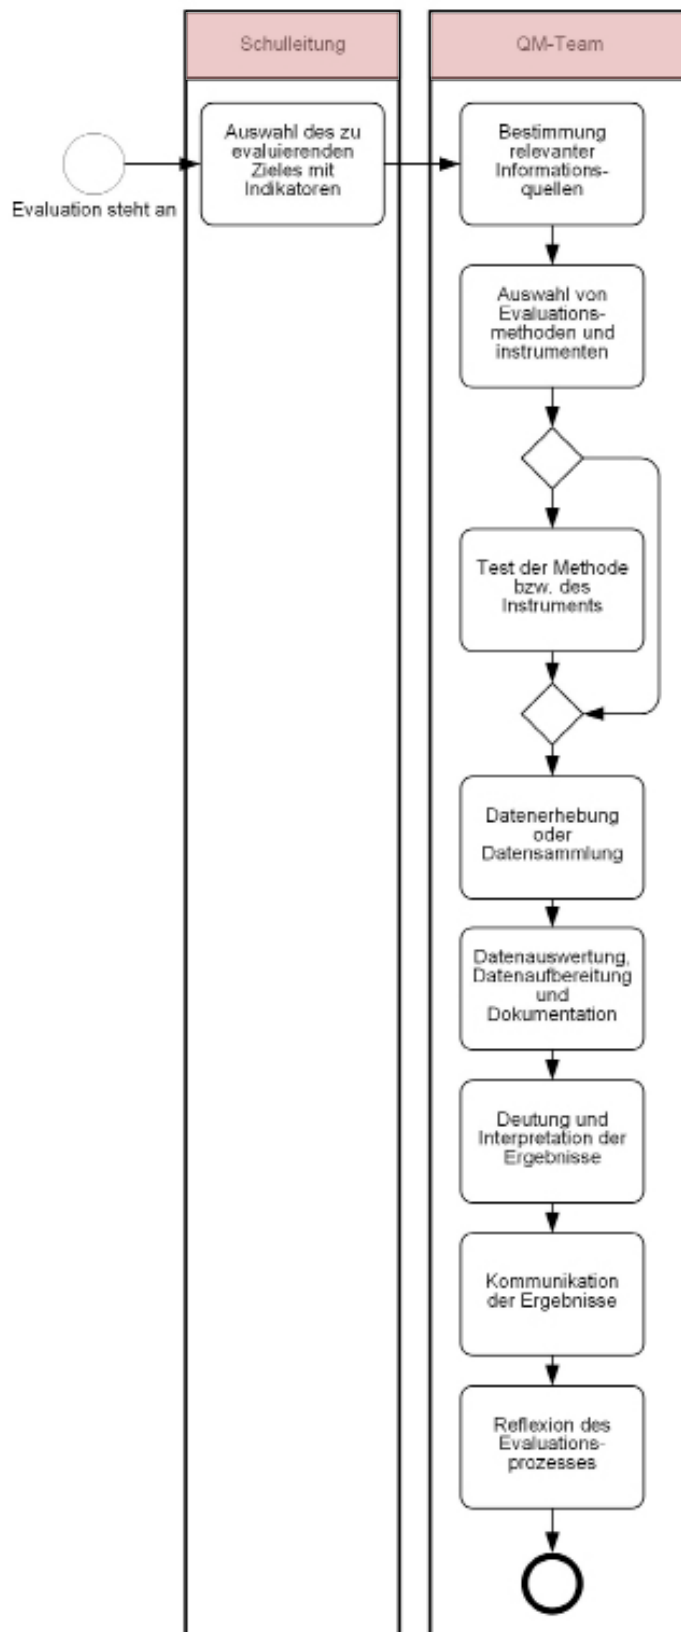 Schulleitung
QM-Team
Evaluation steht an
Auswahl des zu
evaluierenden
Zieles mit
Indikatoren
Bestimmung
relevanter
Informations-
quellen
Auswahl von
Evaluations-
methoden und
instrumenten
Test der Methode
bzw. des
Instruments
Datenerhebung
oder
Datensammlung
Datenauswertung,
Datenaufbereitung
und
Dokumentation
Deutung und
Interpretation der
Ergebnisse
Kommunikation
der Ergebnisse
Reflexion des
Evaluations-
prozesses